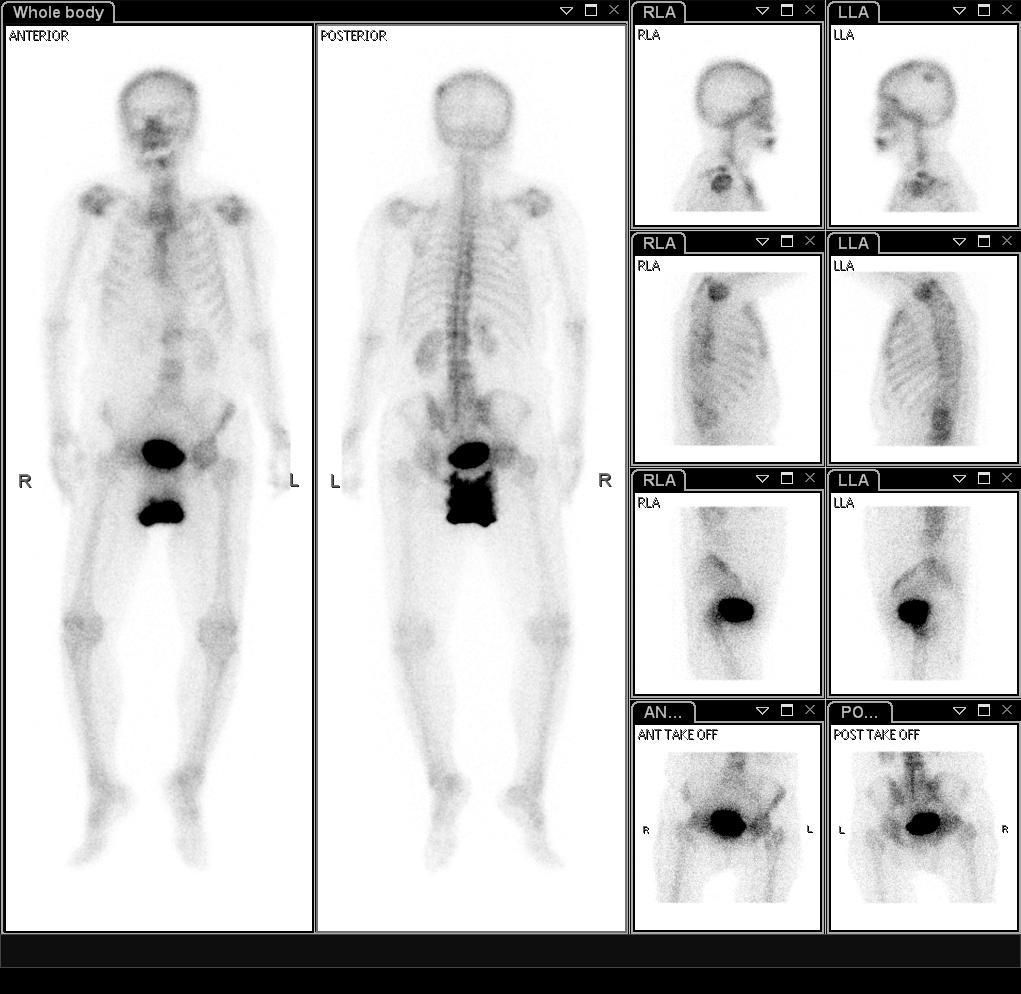 Whole body
ANTERIOR
POSTERIOR
R
L
L
R
RLA
RLA
LLA
LLA
RLA
RLA
LLA
LLA
RLA
RLA
LLA
LLA
AN...
ANT TAKE OFF
R
L
PO...
POST TAKE OFF
L
R